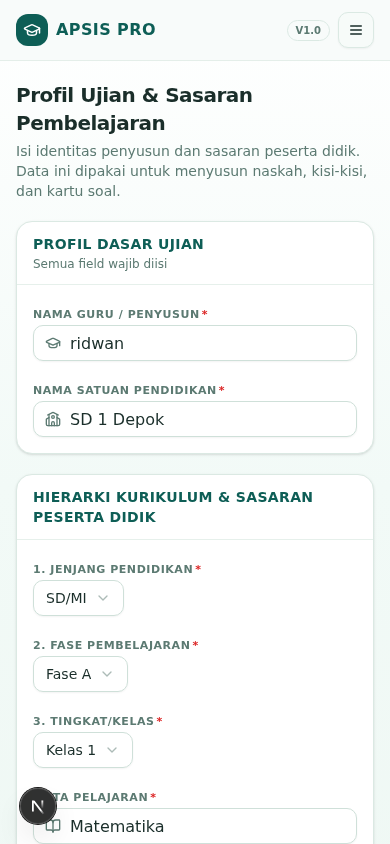 APSIS PRO
V1.0
Profil Ujian & Sasaran
Pembelajaran
Isi identitas penyusun dan sasaran peserta didik.
Data ini dipakai untuk menyusun naskah, kisi-kisi,
dan kartu soal.
PROFIL DASAR UJIAN
Semua field wajib diisi
NAMA GURU / PENYUSUN*
ridwan
NAMA SATUAN PENDIDIKAN*
SD 1 Depok
HIERARKI KURIKULUM & SASARAN
PESERTA DIDIK
1. JENJANG PENDIDIKAN*
SD/MI
2. FASE PEMBELAJARAN*
Fase A
3. TINGKAT/KELAS*
Kelas 1
PELAJARAN*
N
Matematika